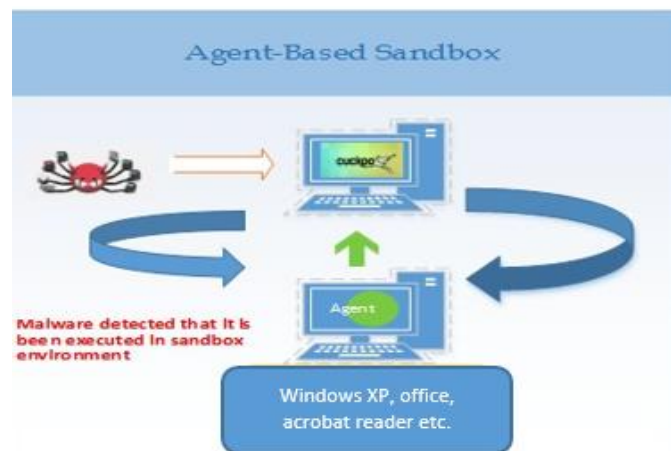 Agent-Based Sandbox
cuckoo
Agent
Malware detected that it is
been executed in sandbox
environment
Windows XP, office,
acrobat reader etc.